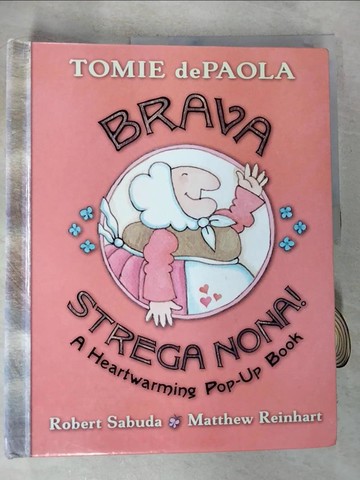 TOMIE dePAOLA
BRAVA
STREGA NONA!
A Heartwarming Pop-Up Book
Robert Sabuda Matthew Reinhart